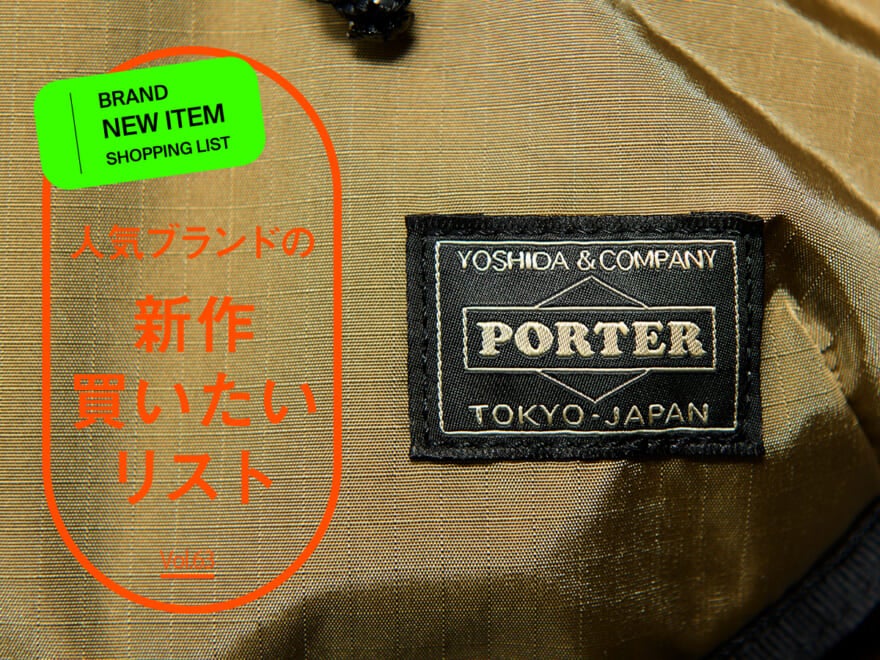 BRAND
NEW ITEM
SHOPPING LIST
人気ブランドの
新作
買いたい
リスト
Vol.63
YOSHIDA & COMPANY
PORTER
TOKYO-JAPAN